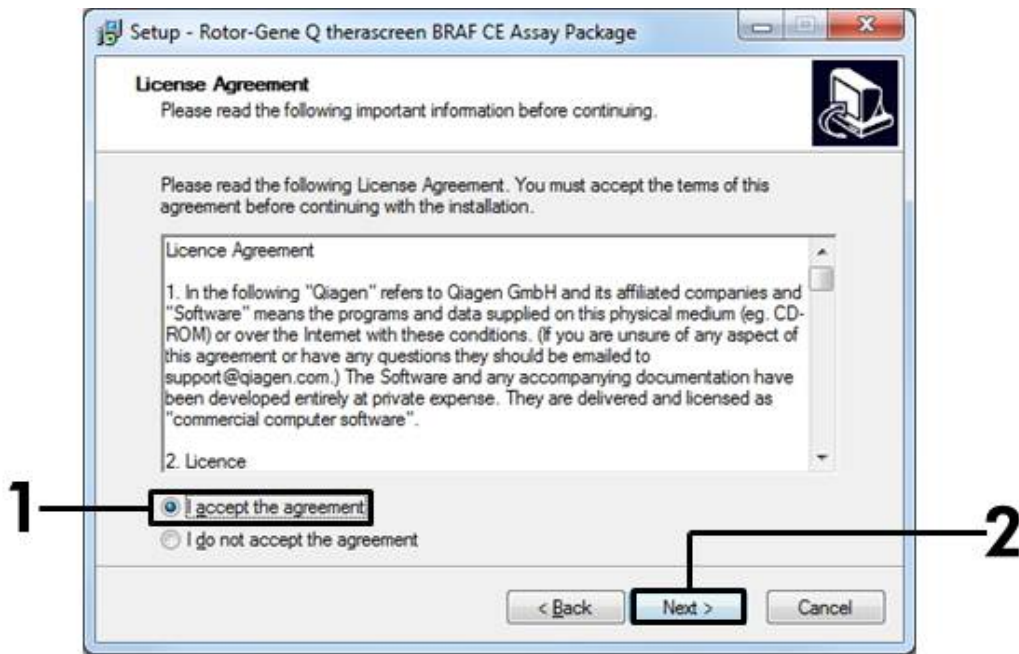 Setup - Rotor-Gene Q therascreen BRAF CE Assay Package
License Agreement
Please read the following important information before continuing.
Please read the following License Agreement. You must accept the terms of this
agreement before continuing with the installation.
Licence Agreement
1. In the following "Qiagen" refers to Qiagen GmbH and its affiliated companies and
"Software" means the programs and data supplied on this physical medium (eg. CD-
ROM) or over the Internet with these conditions. (If you are unsure of any aspect of
this agreement or have any questions they should be emailed to
support@qiagen.com.) The Software and any accompanying documentation have
been developed entirely at private expense. They are delivered and licensed as
"commercial computer software".
2. Licence
1
I accept the agreement
I do not accept the agreement
2
< Back
Next >
Cancel